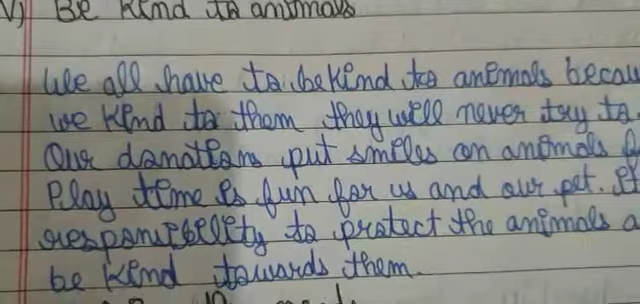 V) Be kind to animals
We all have to be kind to anemals becau
we kind to them they will never try to
Our donations put smiles on animals
Play time is fun for us and our pet. It
responsibility to protect the animals a
be kind towards them.